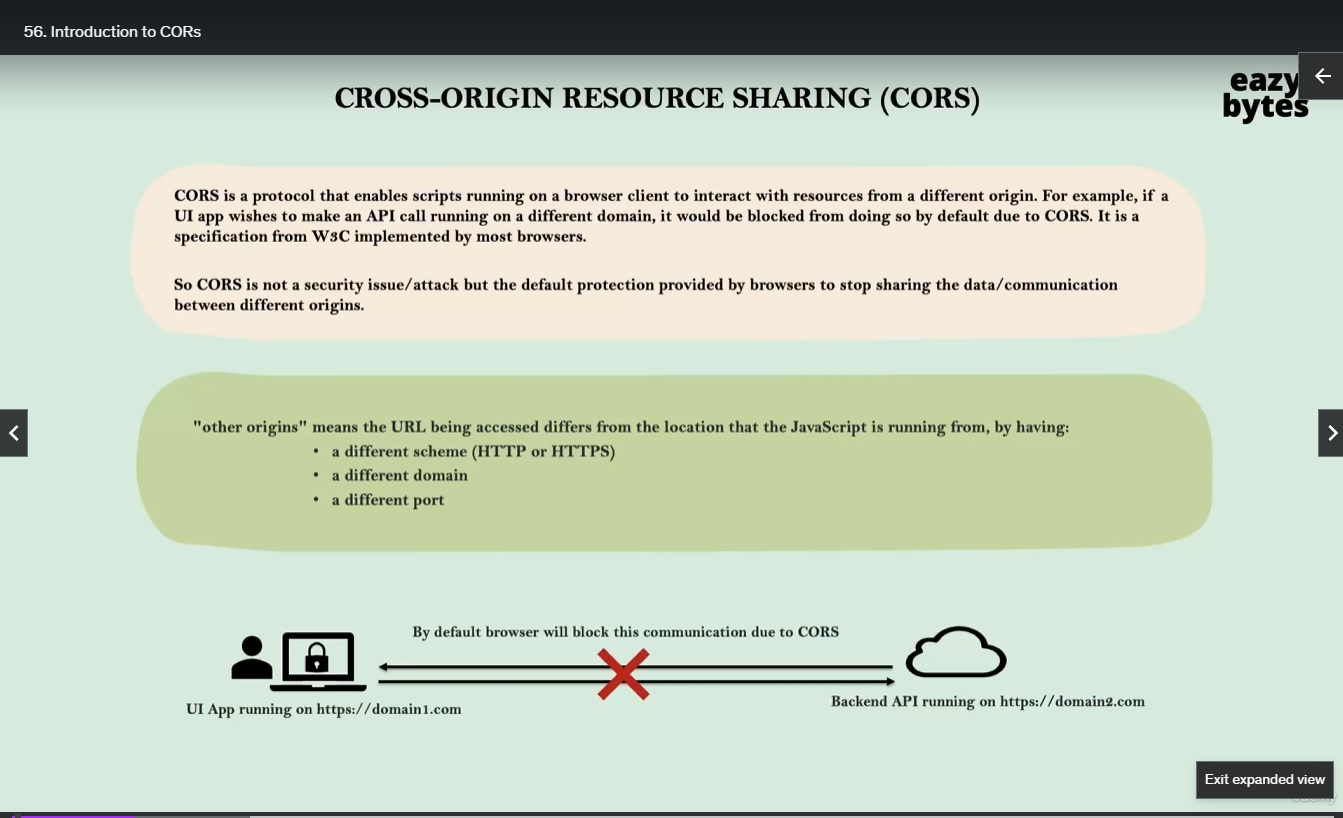 56. Introduction to CORs
CROSS-ORIGIN RESOURCE SHARING (CORS)
eazy
bytes
CORS is a protocol that enables scripts running on a browser client to interact with resources from a different origin. For example, if a
UI app wishes to make an API call running on a different domain, it would be blocked from doing so by default due to CORS. It is a
specification from W3C implemented by most browsers.
So CORS is not a security issue/attack but the default protection provided by browsers to stop sharing the data/communication
between different origins.
"other origins" means the URL being accessed differs from the location that the JavaScript is running from, by having:
• a different scheme (HTTP or HTTPS)
• a different domain
• a different port
By default browser will block this communication due to CORS
UI App running on https://domain1.com
Backend API running on https://domain2.com
Exit expanded view